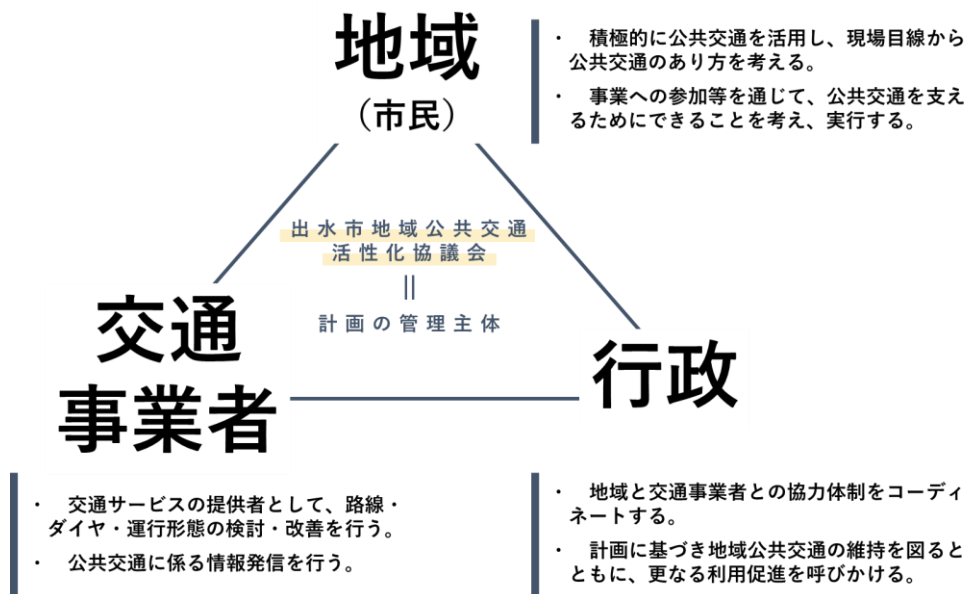 地域
（市民）
・　積極的に公共交通を活用し、現場目線から
公共交通のあり方を考える。
・　事業への参加等を通じて、公共交通を支え
るためにできることを考え、実行する。
出水市地域公共交通
活性化協議会
||
計画の管理主体
交通
事業者
行政
・　交通サービスの提供者として、路線・
ダイヤ・運行形態の検討・改善を行う。
・　公共交通に係る情報発信を行う。
・　地域と交通事業者との協力体制をコーディ
ネートする。
・　計画に基づき地域公共交通の維持を図ると
ともに、更なる利用促進を呼びかける。